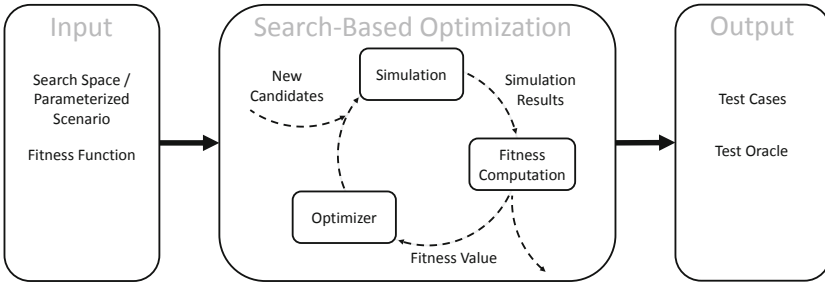 Input
Search Space /
Parameterized
Scenario
Fitness Function
Search-Based Optimization
New
Candidates
Simulation
Simulation
Results
Fitness
Computation
Optimizer
Fitness Value
Output
Test Cases
Test Oracle